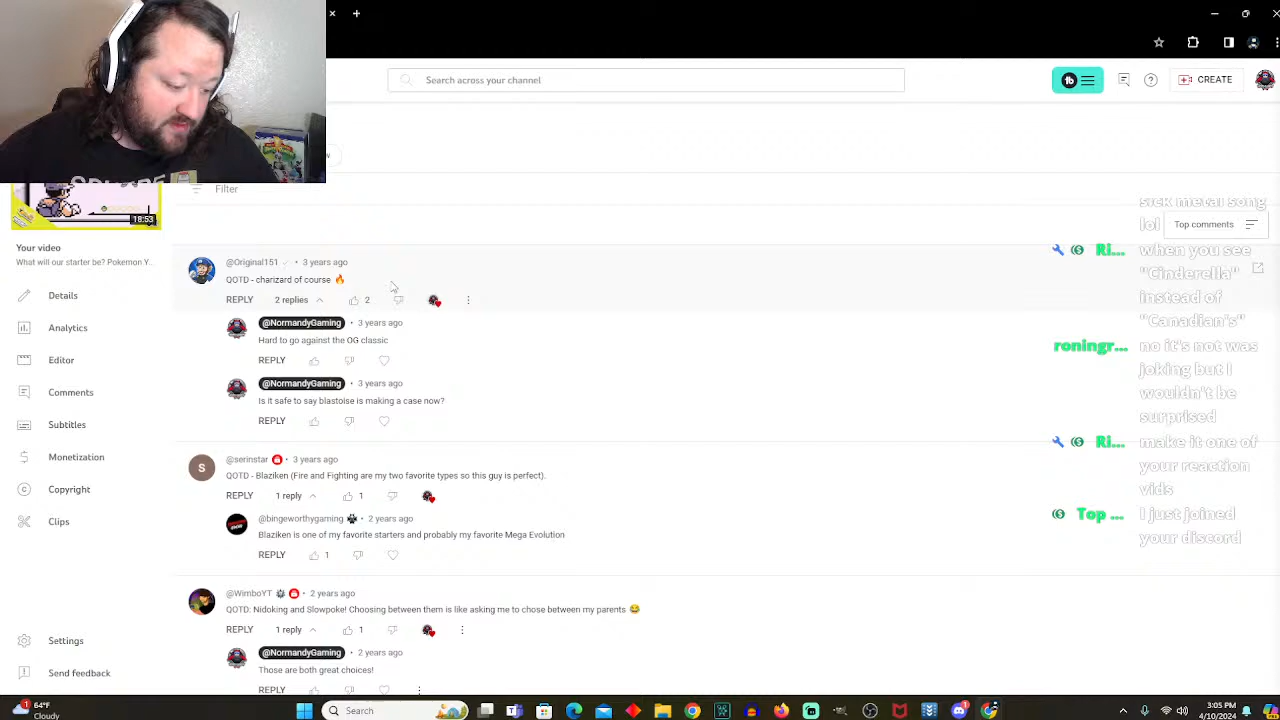 Search across your channel
CREATE
Filter
18:53
Your video
What will our starter be? Pokemon Y...
Details
Analytics
Editor
Comments
Subtitles
Monetization
Copyright
Clips
Settings
Send feedback
Top comments
@Original151 • 3 years ago
QOTD - charizard of course 🔥
REPLY 2 replies 2
@NormandyGaming • 3 years ago
Hard to go against the OG classic
REPLY
@NormandyGaming • 3 years ago
Is it safe to say blastoise is making a case now?
REPLY
S
@serinstar • 3 years ago
QOTD - Blaziken (Fire and Fighting are my two favorite types so this guy is perfect).
REPLY 1 reply 1
@bingeworthygaming • 2 years ago
Blaziken is one of my favorite starters and probably my favorite Mega Evolution
REPLY 1
@WimboYT • 2 years ago
QOTD: Nidoking and Slowpoke! Choosing between them is like asking me to chose between my parents 😂
REPLY 1 reply 1
@NormandyGaming • 2 years ago
Those are both great choices!
REPLY
sick metal song
lol
Ri... when you see
"Cinderella"
instead of
"Canadian's"
roningr... no it's not was
joking but I
wouldn't be
surprised
Ri... make it one of
your reaction
vids
Top ... I just joined
your discord
64°F
Cloudy
Search
3:05 PM
4/10/2024